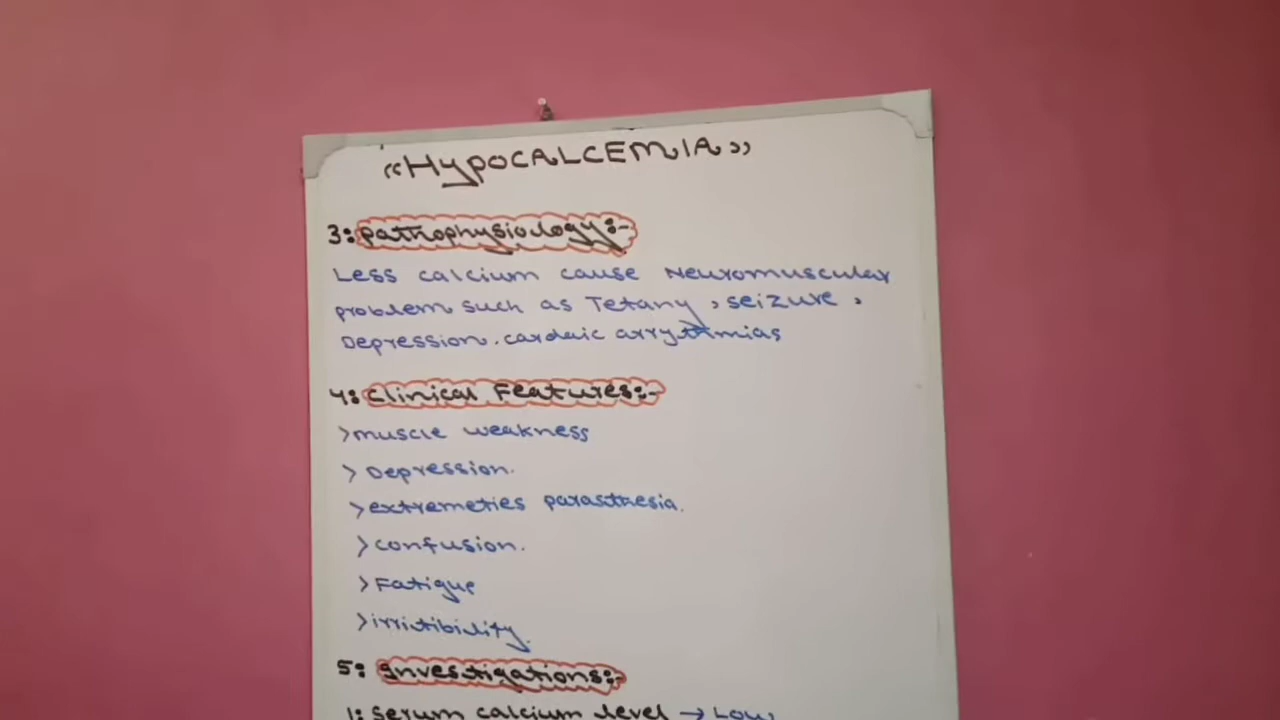 «HypOCALCEMIA»
3: pathophysiology:-
Less calcium cause Neuromuscular
problem such as Tetany, seizure,
Depression. cardaic arrythmias
4: Clinical Features:-
>muscle weakness
> Depression.
>extremeties parasthesia.
>confusion.
>Fatigue
>irritibility.
5: Investigations:-
1: Serum calcium level → Low,